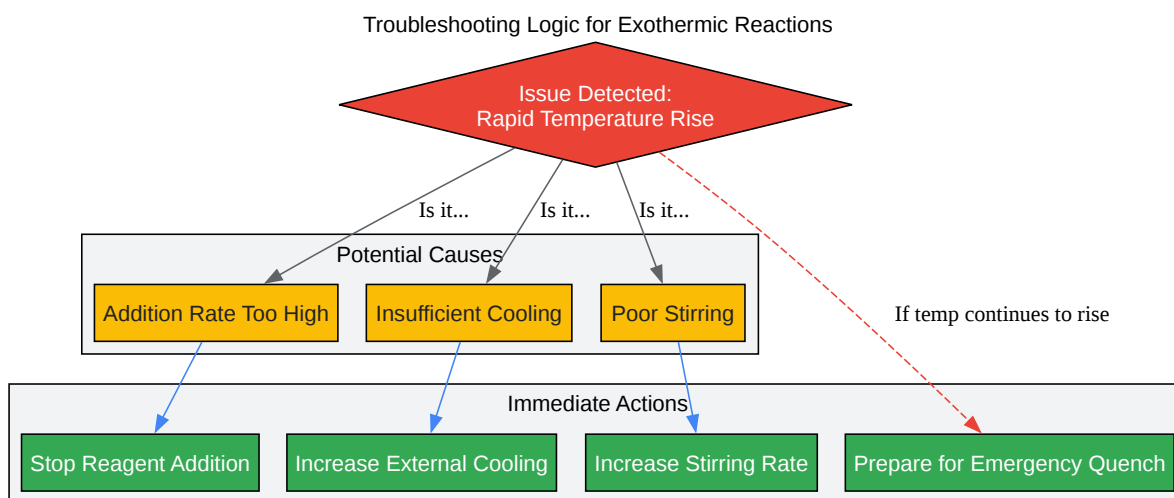 Troubleshooting Logic for Exothermic Reactions
Issue Detected:
Rapid Temperature Rise
Is it...
Is it...
Is it...
Potential Causes
Addition Rate Too High
Insufficient Cooling
Poor Stirring
If temp continues to rise
Immediate Actions
Stop Reagent Addition
Increase External Cooling
Increase Stirring Rate
Prepare for Emergency Quench